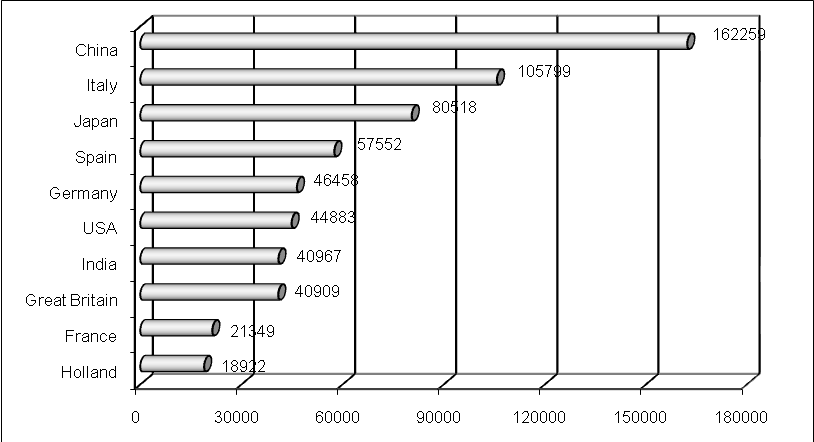 China 162259
Italy 105799
Japan 80518
Spain 57552
Germany 46458
USA 44883
India 40967
Great Britain 40909
France 21349
Holland 18922
0 30000 60000 90000 120000 150000 180000